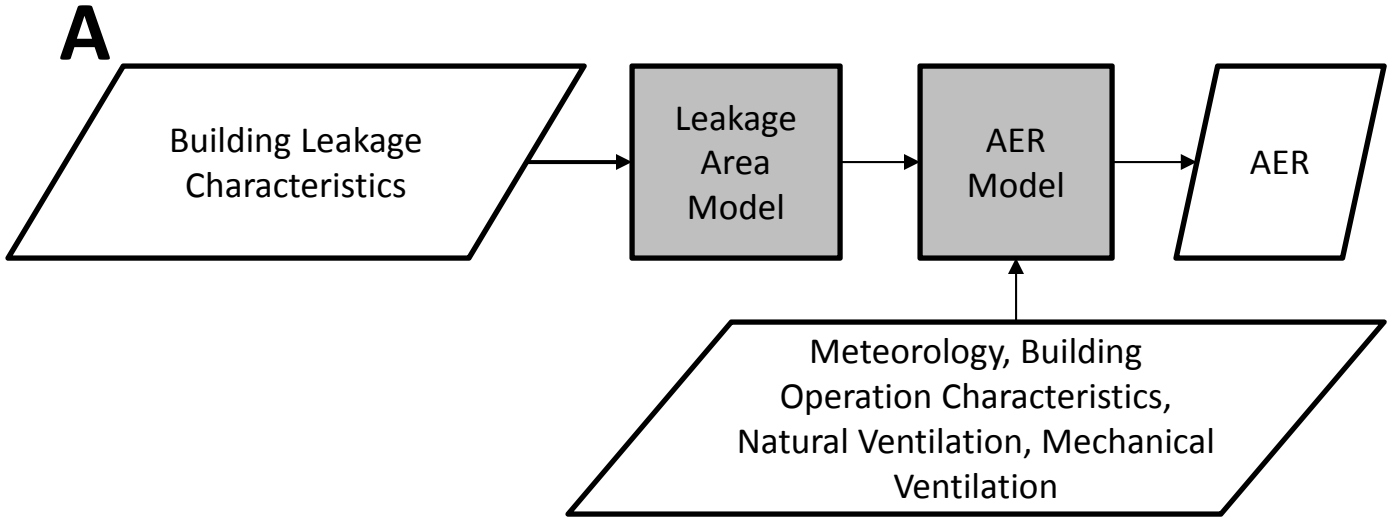 A
Building Leakage
Characteristics
Leakage
Area
Model
AER
Model
AER
Meteorology, Building
Operation Characteristics,
Natural Ventilation, Mechanical
Ventilation